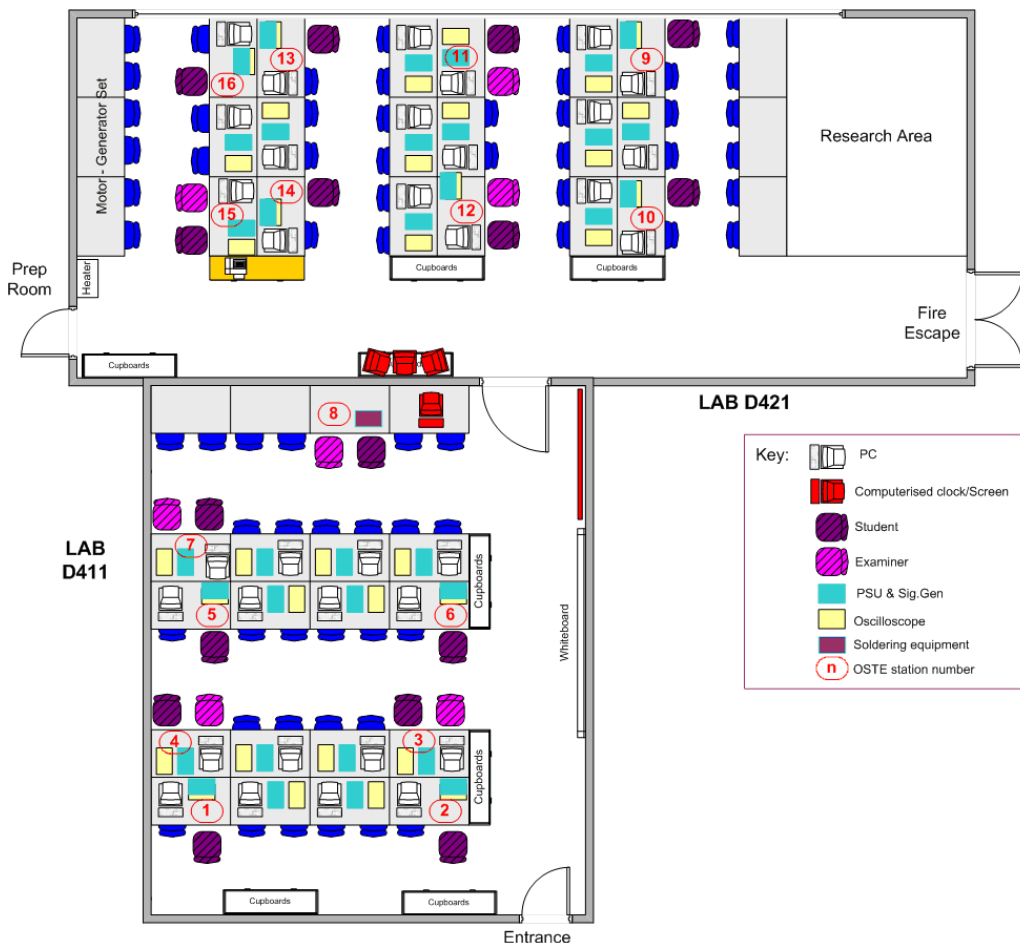 Motor - Generator Set
13
16
11
9
Research Area
14
15
12
10
Prep
Room
Heater
Cupboards
Cupboards
Fire
Escape
Cupboards
LAB D421
8
Key:
PC
Computerised clock/Screen
Student
Examiner
PSU & Sig.Gen
Oscilloscope
Soldering equipment
n
OSTE station number
LAB
D411
7
5
6
Cupboards
Whiteboard
4
3
1
2
Cupboards
Cupboards
Cupboards
Entrance